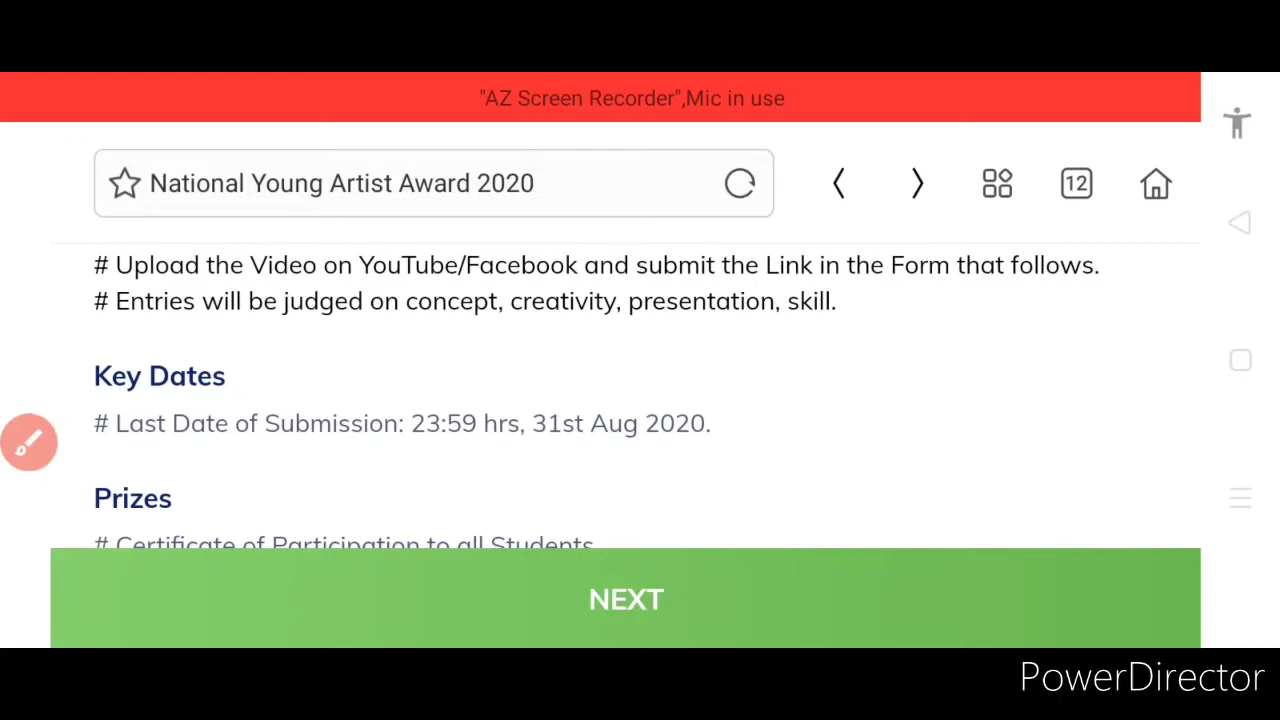 "AZ Screen Recorder",Mic in use
National Young Artist Award 2020
12
# Upload the Video on YouTube/Facebook and submit the Link in the Form that follows.
# Entries will be judged on concept, creativity, presentation, skill.
Key Dates
# Last Date of Submission: 23:59 hrs, 31st Aug 2020.
Prizes
# Certificate of Participation to all Students
NEXT
PowerDirector